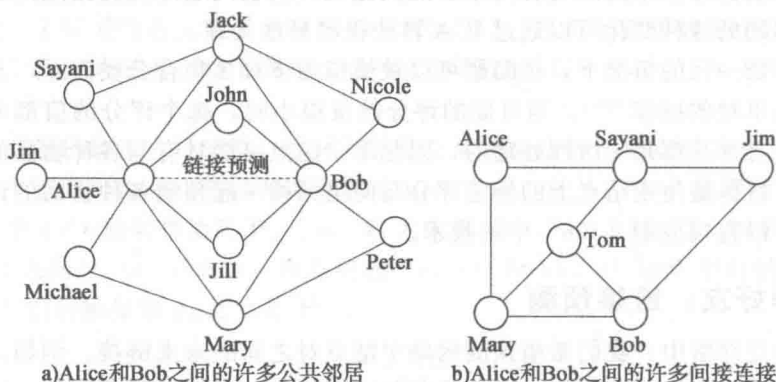 Jack
Sayani
John
Nicole
Jim
链接预测
Alice
Bob
Jill
Peter
Michael
Mary
a)Alice和Bob之间的许多公共邻居
Alice
Sayani
Jim
Tom
Mary
Bob
b)Alice和Bob之间的许多间接连接